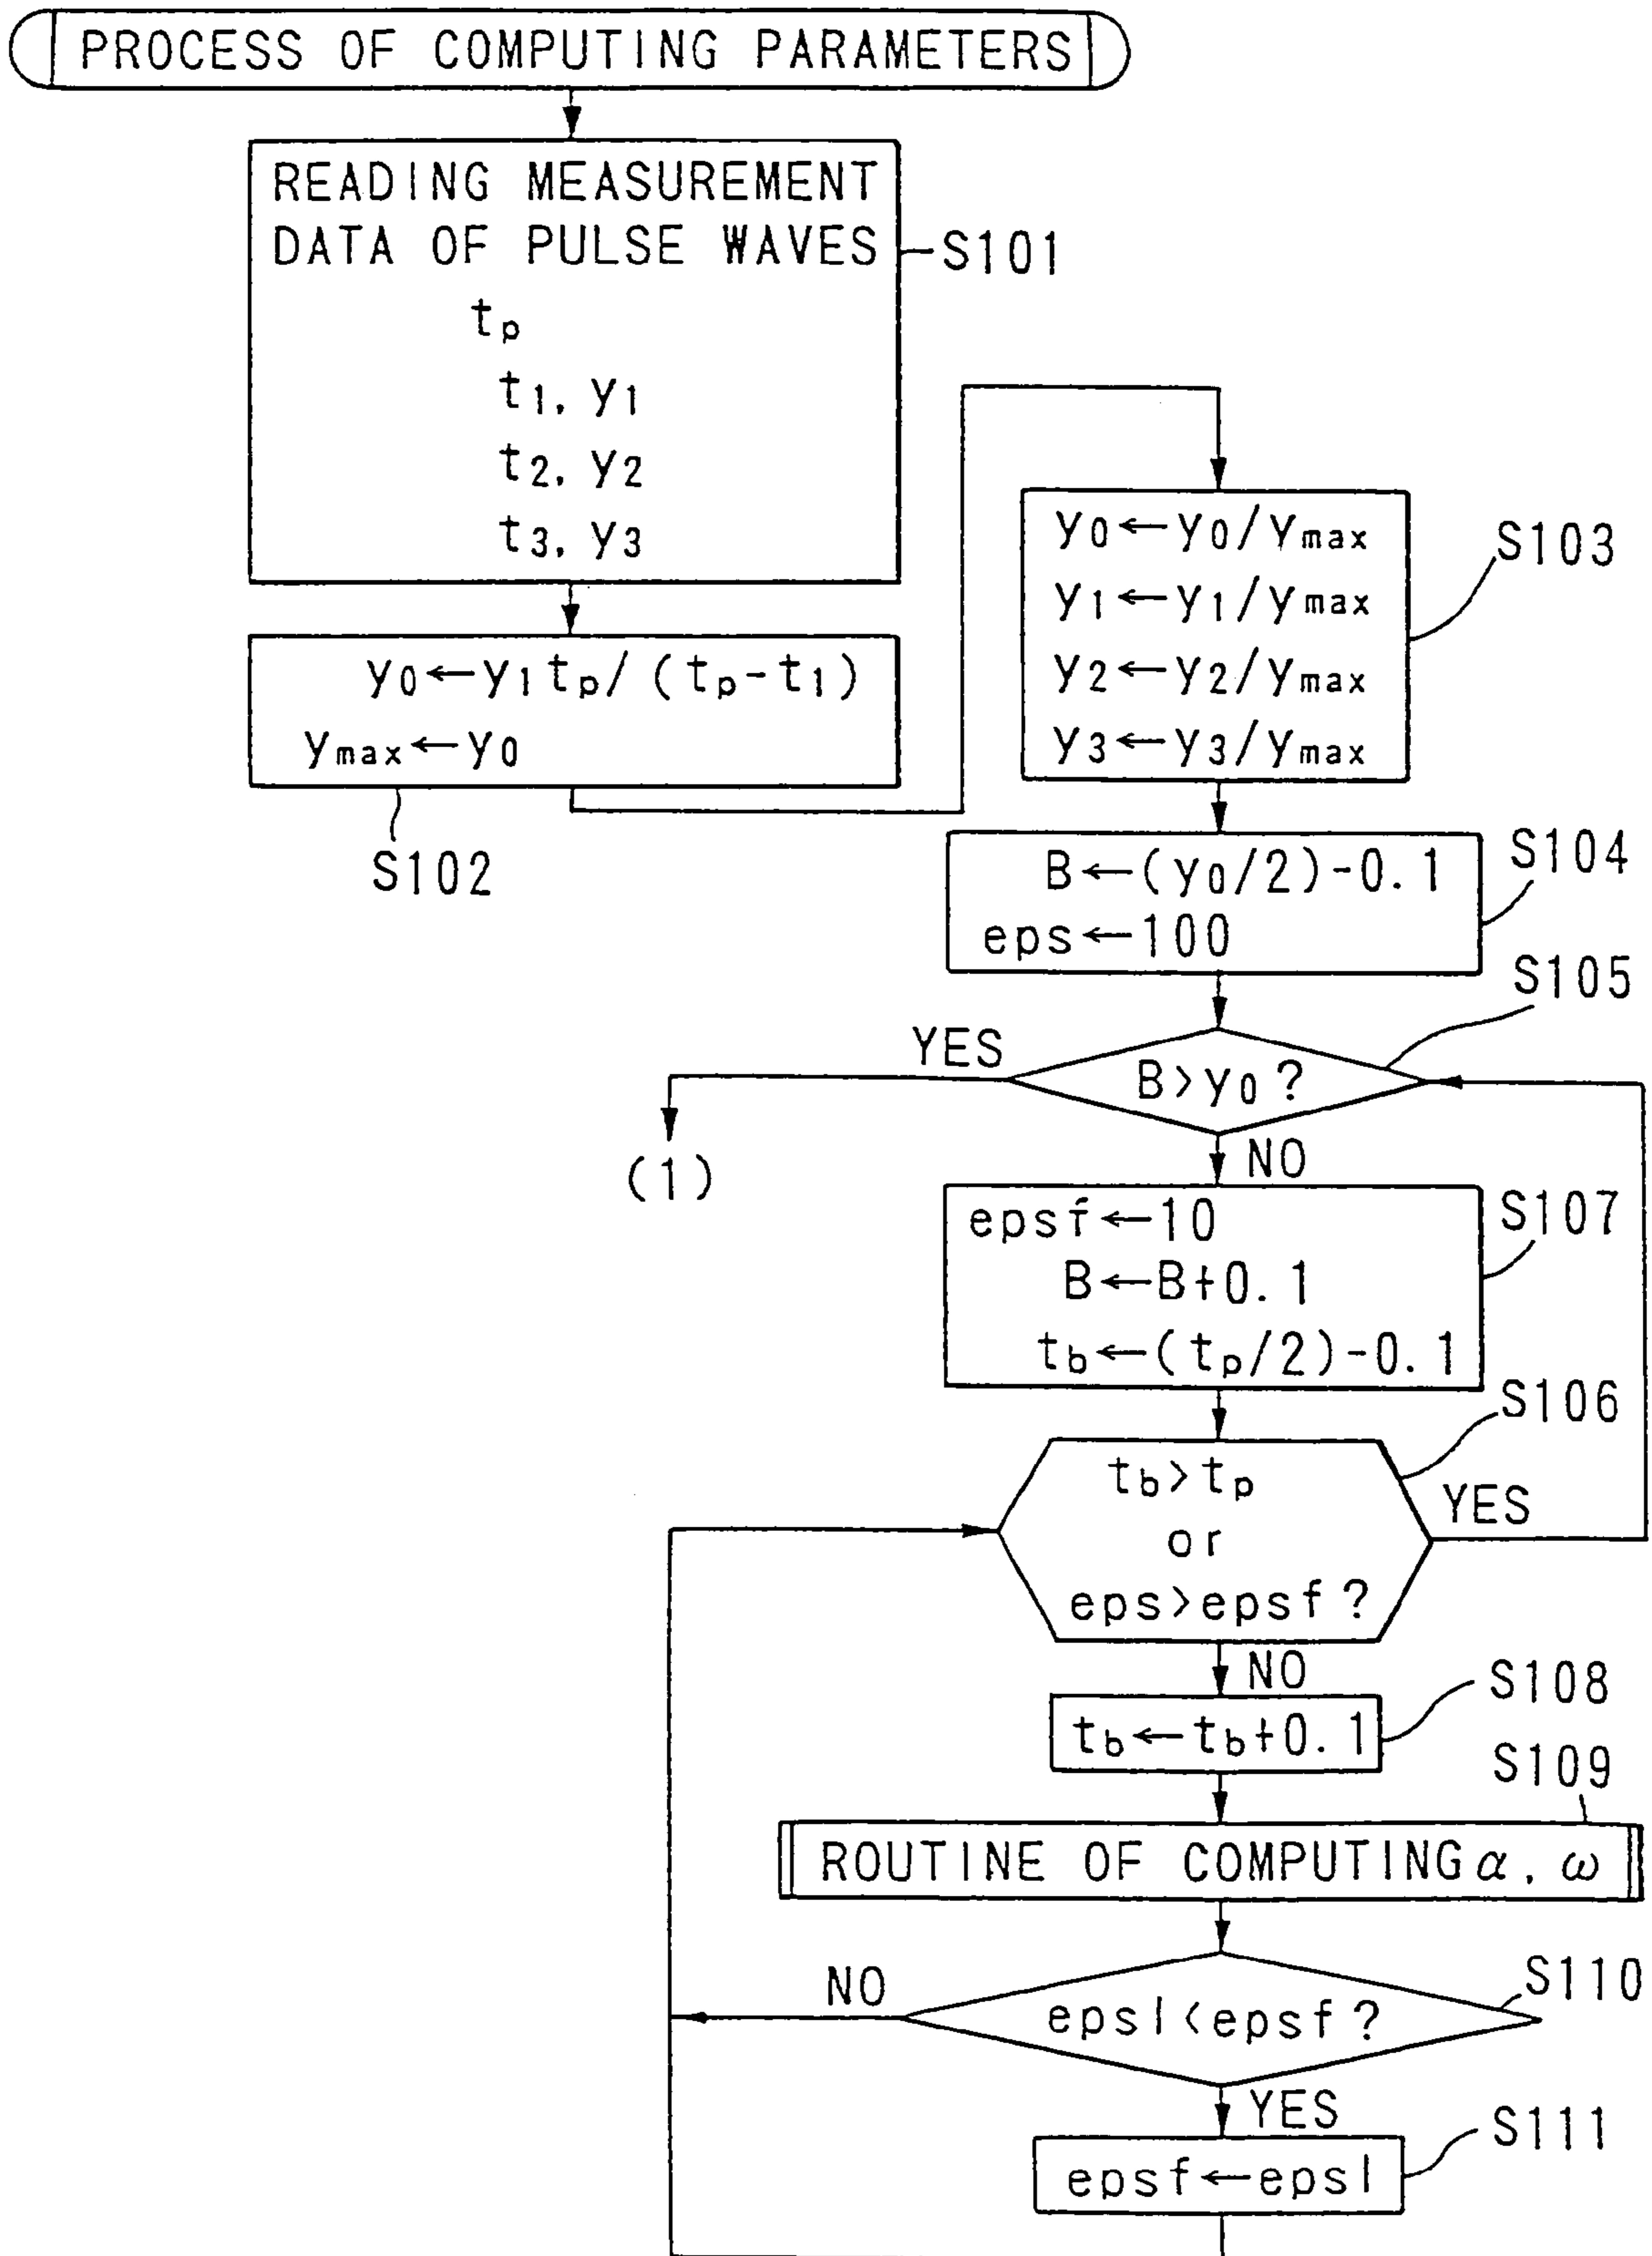 PROCESS OF COMPUTING PARAMETERS
READING MEASUREMENT
DATA OF PULSE WAVES
S101
tp
t1, y1
t2, y2
t3, y3
y0←y1tp/(tp-t1)
ymax←y0
S102
y0←y0/ymax
y1←y1/ymax
y2←y2/ymax
y3←y3/ymax
S103
B←(y0/2)-0.1
eps←100
S104
S105
YES
B>y0?
(1)
NO
epsf←10
B←B+0.1
tb←(tp/2)-0.1
S107
S106
tb>tp
or
eps>epsf?
YES
NO
S108
tb←tb+0.1
S109
ROUTINE OF COMPUTING α, ω
NO
S110
epsl<epsf?
YES
S111
epsf←epsl